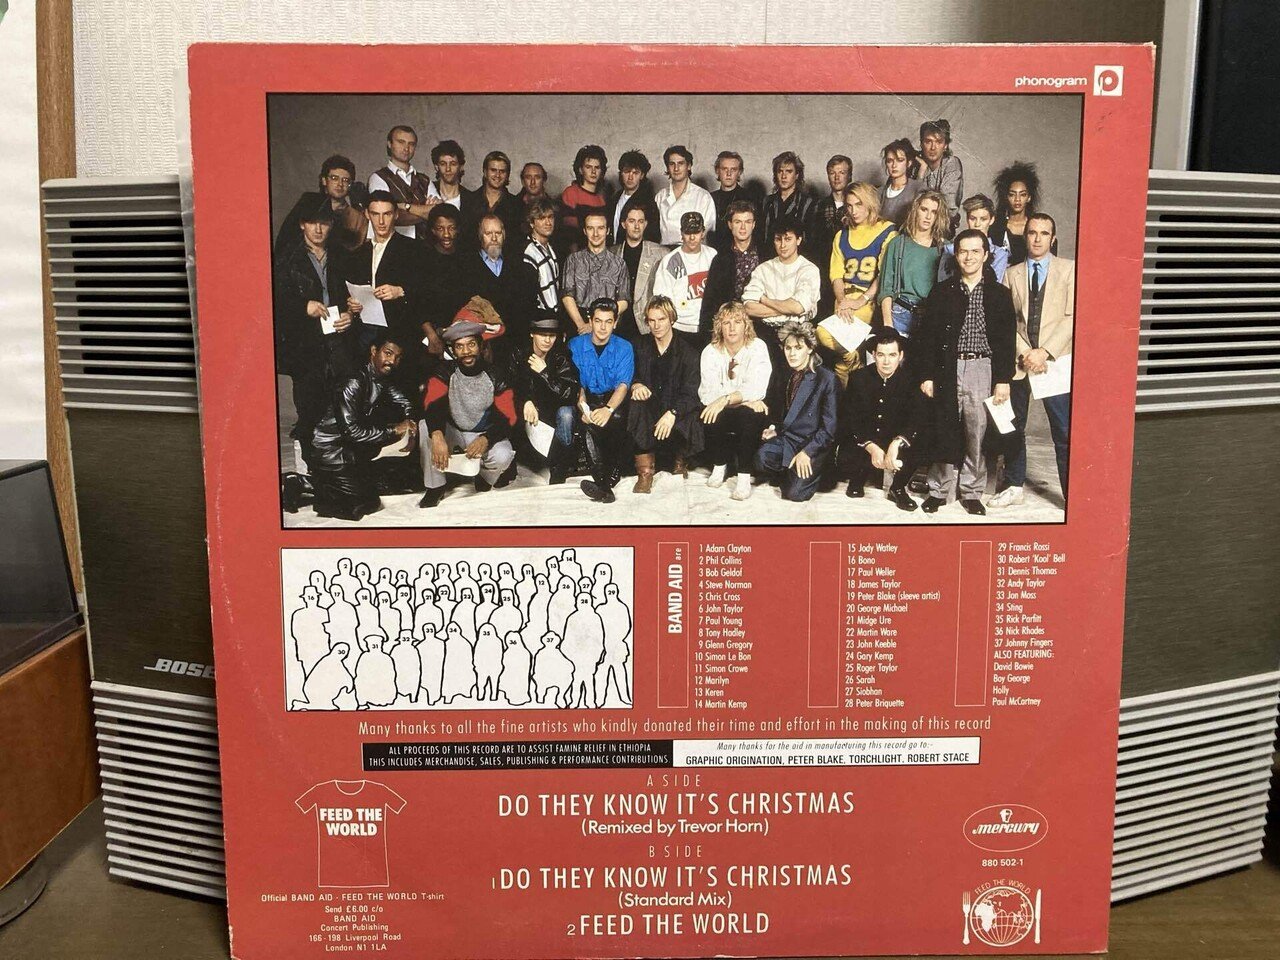 phonogram
39
BAND AID are
1 Adam Clayton
2 Phil Collins
3 Bob Geldof
4 Steve Norman
5 Chris Cross
6 John Taylor
7 Paul Young
8 Tony Hadley
9 Glenn Gregory
10 Simon Le Bon
11 Simon Crowe
12 Marilyn
13 Keren
14 Martin Kemp
15 Jody Watley
16 Bono
17 Paul Weller
18 James Taylor
19 Peter Blake (sleeve artist)
20 George Michael
21 Midge Ure
22 Martin Ware
23 John Keeble
24 Gary Kemp
25 Roger Taylor
26 Sarah
27 Siobhan
28 Peter Briquette
29 Francis Rossi
30 Robert 'Kool' Bell
31 Dennis Thomas
32 Andy Taylor
33 Jon Moss
34 Sting
35 Rick Parfitt
36 Nick Rhodes
37 Johnny Fingers
ALSO FEATURING:
David Bowie
Boy George
Holly
Paul McCartney
BOSE
Many thanks to all the fine artists who kindly donated their time and effort in the making of this record
ALL PROCEEDS OF THIS RECORD ARE TO ASSIST FAMINE RELIEF IN ETHIOPIA
THIS INCLUDES MERCHANDISE, SALES, PUBLISHING & PERFORMANCE CONTRIBUTIONS
Many thanks for the aid in manufacturing this record go to:-
GRAPHIC ORIGINATION, PETER BLAKE, TORCHLIGHT, ROBERT STACE
A SIDE
DO THEY KNOW IT'S CHRISTMAS
(Remixed by Trevor Horn)
B SIDE
1 DO THEY KNOW IT'S CHRISTMAS
(Standard Mix)
2 FEED THE WORLD
FEED THE
WORLD
Official BAND AID - FEED THE WORLD T-shirt
Send £6.00 c/o
BAND AID
Concert Publishing
166-198 Liverpool Road
London N1 1LA
mercury
880 502-1
FEED THE WORLD